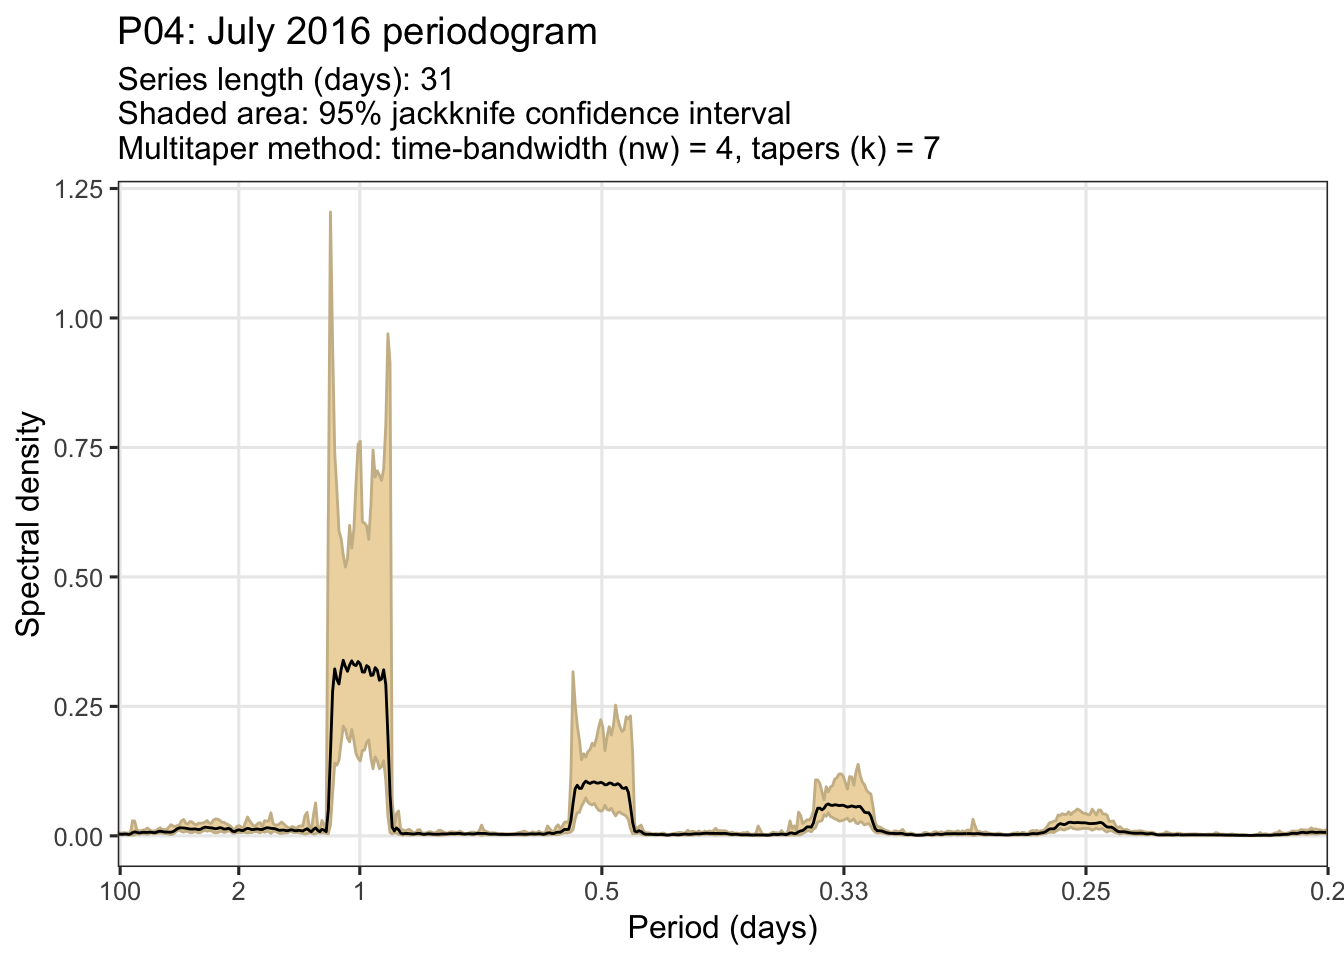 P04: July 2016 periodogram
Series length (days): 31
Shaded area: 95% jackknife confidence interval
Multitaper method: time-bandwidth (nw) = 4, tapers (k) = 7
1.25
1.00
0.75
0.50
0.25
0.00
Spectral density
100 2 1 0.5 0.33 0.25 0.2
Period (days)